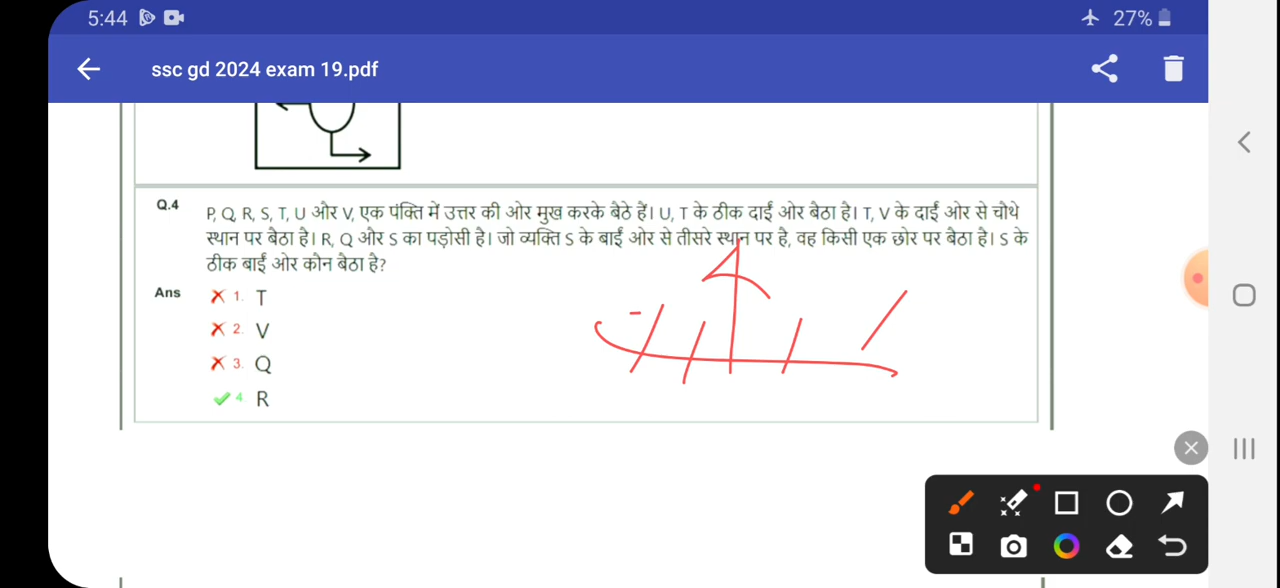 5:44
27%
ssc gd 2024 exam 19.pdf
Q.4
P, Q, R, S, T, U और V, एक पंक्ति में उत्तर की ओर मुख करके बैठे हैं। U, T के ठीक दाईं ओर बैठा है। T, V के दाईं ओर से चौथे
स्थान पर बैठा है। R, Q और S का पड़ोसी है। जो व्यक्ति S के बाईं ओर से तीसरे स्थान पर है, वह किसी एक छोर पर बैठा है। S के
ठीक बाईं ओर कौन बैठा है?
Ans
1. T
2. V
3. Q
4. R